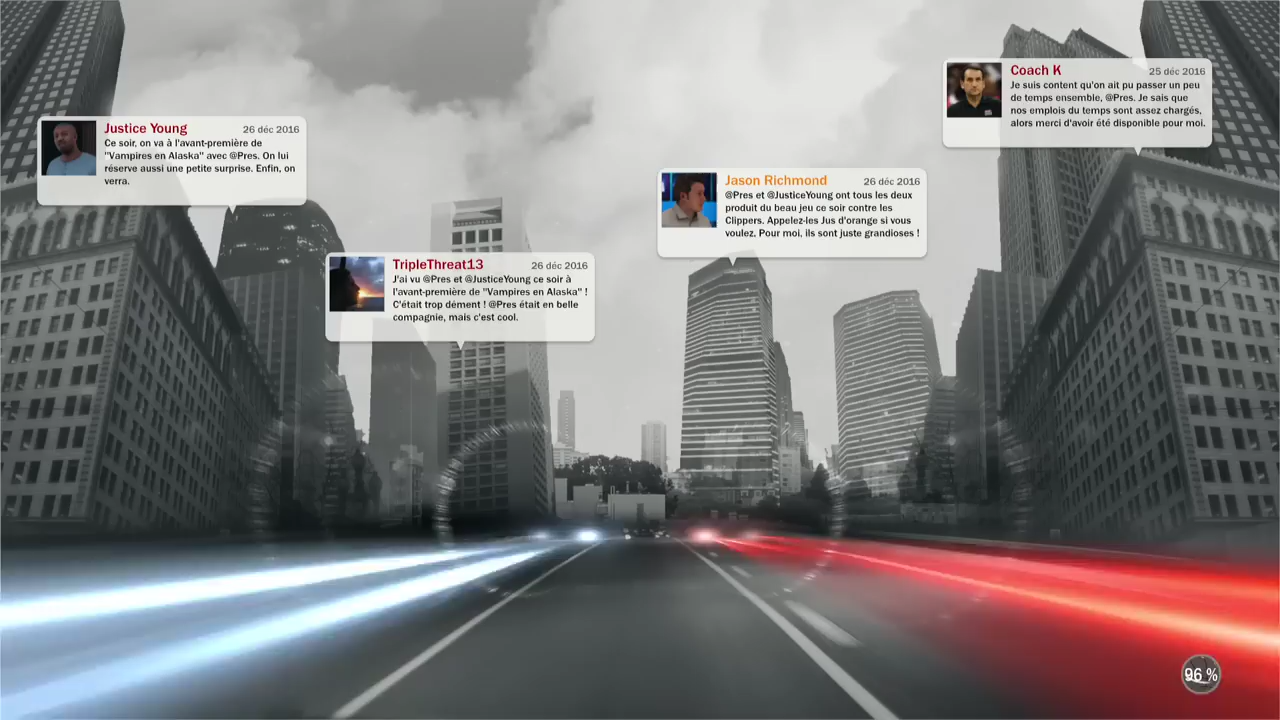 Justice Young 26 déc 2016
Ce soir, on va à l'avant-première de
"Vampires en Alaska" avec @Pres. On lui
réserve aussi une petite surprise. Enfin, on
verra.
TripleThreat13 26 déc 2016
J'ai vu @Pres et @JusticeYoung ce soir à
l'avant-première de "Vampires en Alaska" !
C'était trop dément ! @Pres était en belle
compagnie, mais c'est cool.
Jason Richmond 26 déc 2016
@Pres et @JusticeYoung ont tous les deux
produit du beau jeu ce soir contre les
Clippers. Appelez-les Jus d'orange si vous
voulez. Pour moi, ils sont juste grandioses !
Coach K 25 déc 2016
Je suis content qu'on ait pu passer un peu
de temps ensemble, @Pres. Je sais que
nos emplois du temps sont assez chargés,
alors merci d'avoir été disponible pour moi.
96 %